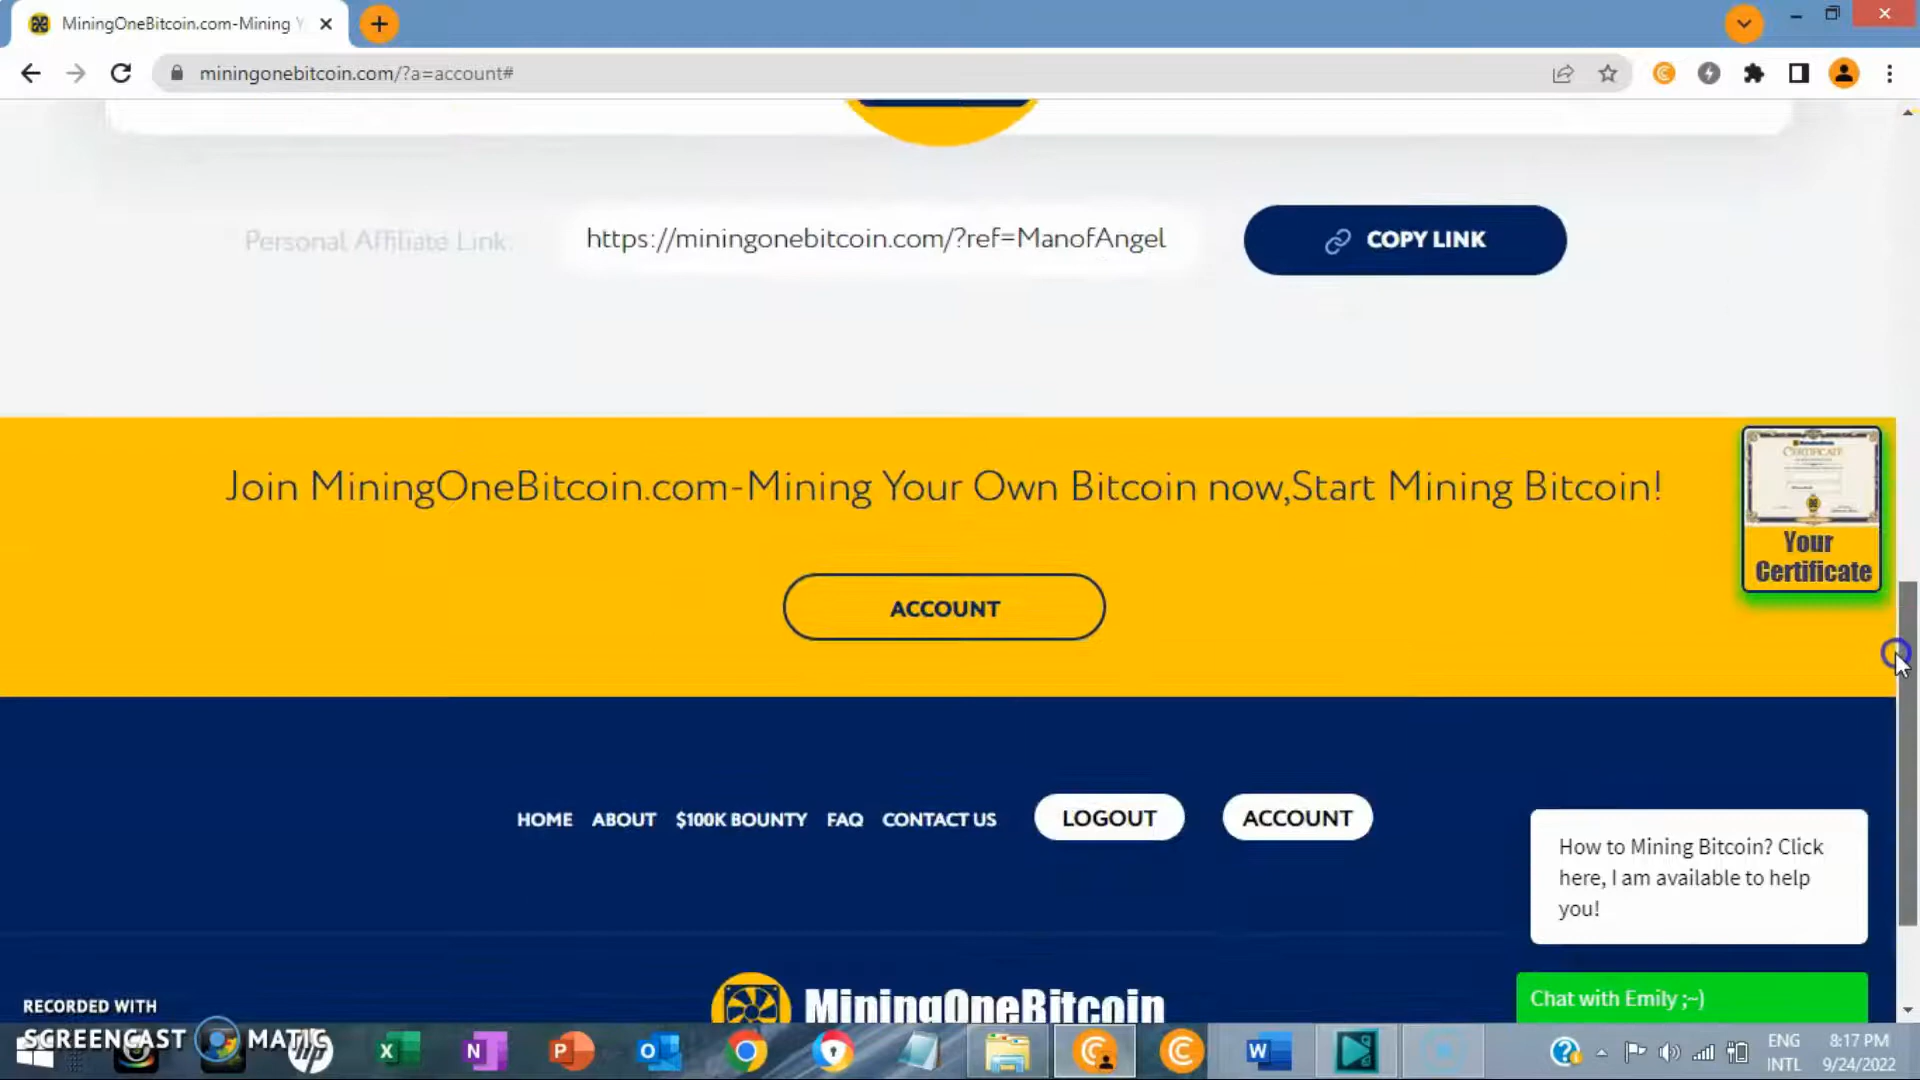 MiningOneBitcoin.com-Mining Y
miningonebitcoin.com/?a=account#
Personal Affiliate Link:
https://miningonebitcoin.com/?ref=ManofAngel
COPY LINK
Join MiningOneBitcoin.com-Mining Your Own Bitcoin now,Start Mining Bitcoin!
CERTIFICATE
Your
Certificate
ACCOUNT
HOME ABOUT $100K BOUNTY FAQ CONTACT US LOGOUT ACCOUNT
How to Mining Bitcoin? Click
here, I am available to help
you!
MiningOneBitcoin
Chat with Emily ;~)
RECORDED WITH
SCREENCAST MATIC
ENG
INTL
8:17 PM
9/24/2022